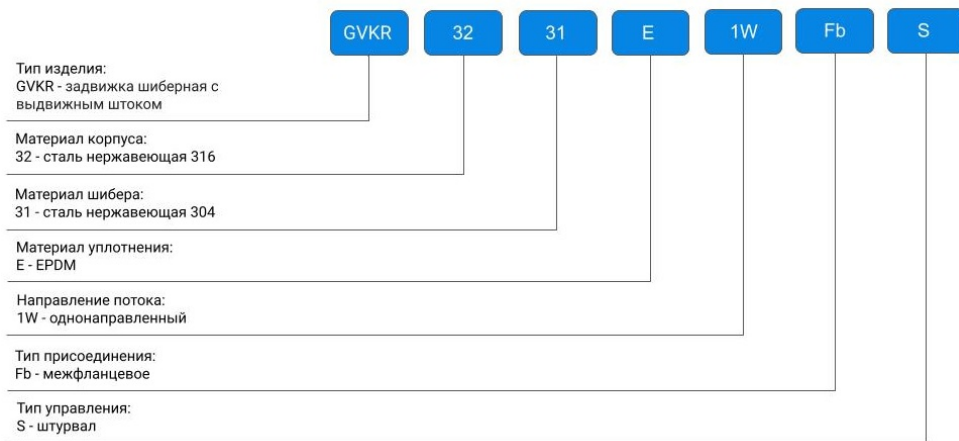 GVKR 32 31 E 1W Fb S
Тип изделия:
GVKR - задвижка шиберная с
выдвижным штоком
Материал корпуса:
32 - сталь нержавеющая 316
Материал шибера:
31 - сталь нержавеющая 304
Материал уплотнения:
E - EPDM
Направление потока:
1W - однонаправленный
Тип присоединения:
Fb - межфланцевое
Тип управления:
S - штурвал